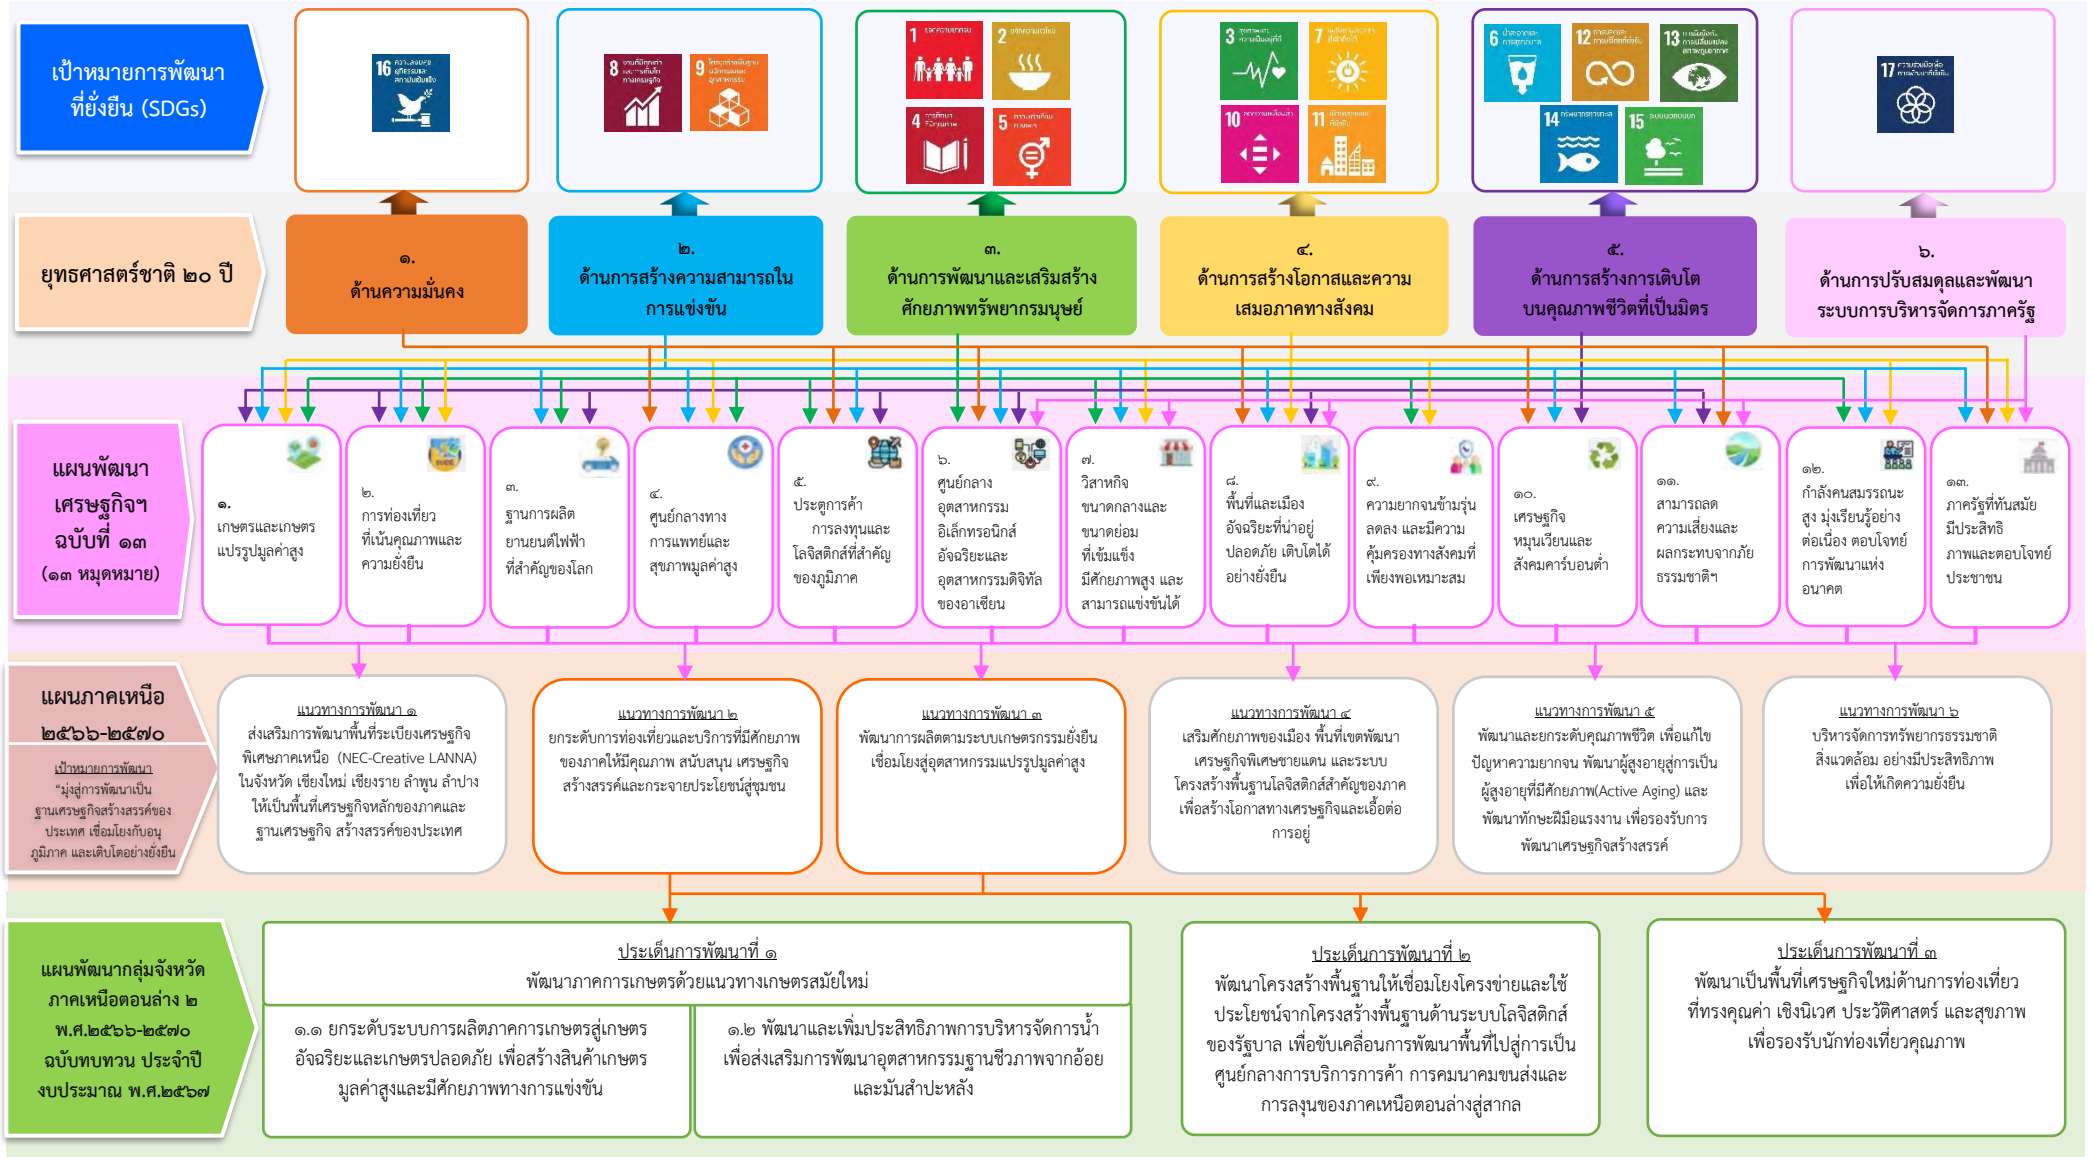 เป้าหมายการพัฒนา
ที่ยั่งยืน (SDGs)
16
8
9
1
2
4
5
3
7
10
11
6
12
13
14
15
17
ยุทธศาสตร์ชาติ ๒๐ ปี
๑.
ด้านความมั่นคง
๒.
ด้านการสร้างความสามารถใน
การแข่งขัน
๓.
ด้านการพัฒนาและเสริมสร้าง
ศักยภาพทรัพยากรมนุษย์
๔.
ด้านการสร้างโอกาสและความ
เสมอภาคทางสังคม
๕.
ด้านการสร้างการเติบโต
บนคุณภาพชีวิตที่เป็นมิตร
๖.
ด้านการปรับสมดุลและพัฒนา
ระบบการบริหารจัดการภาครัฐ
แผนพัฒนา
เศรษฐกิจฯ
ฉบับที่ ๑๓
(๑๓ หมุดหมาย)
๑.
เกษตรและเกษตร
แปรรูปมูลค่าสูง
๒.
การท่องเที่ยว
ที่เน้นคุณภาพและ
ความยั่งยืน
๓.
ฐานการผลิต
ยานยนต์ไฟฟ้า
ที่สำคัญของโลก
๔.
ศูนย์กลางทาง
การแพทย์และ
สุขภาพมูลค่าสูง
๕.
ประตูการค้า
การลงทุนและ
โลจิสติกส์ที่สำคัญ
ของภูมิภาค
๖.
ศูนย์กลาง
อุตสาหกรรม
อิเล็กทรอนิกส์
อัจฉริยะและ
อุตสาหกรรมดิจิทัล
ของอาเซียน
๗.
วิสาหกิจ
ขนาดกลางและ
ขนาดย่อม
ที่เข้มแข็ง
มีศักยภาพสูง และ
สามารถแข่งขันได้
๘.
พื้นที่และเมือง
อัจฉริยะที่น่าอยู่
ปลอดภัย เติบโตได้
อย่างยั่งยืน
๙.
ความยากจนข้ามรุ่น
ลดลง และมีความ
คุ้มครองทางสังคมที่
เพียงพอเหมาะสม
๑๐.
เศรษฐกิจ
หมุนเวียนและ
สังคมคาร์บอนต่ำ
๑๑.
สามารถลด
ความเสี่ยงและ
ผลกระทบจากภัย
ธรรมชาติฯ
๑๒.
กำลังคนสมรรถนะ
สูง มุ่งเรียนรู้อย่าง
ต่อเนื่อง ตอบโจทย์
การพัฒนาแห่ง
อนาคต
๑๓.
ภาครัฐที่ทันสมัย
มีประสิทธิ
ภาพและตอบโจทย์
ประชาชน
แผนภาคเหนือ
๒๕๖๖-๒๕๗๐
เป้าหมายการพัฒนา
“มุ่งสู่การพัฒนาเป็น
ฐานเศรษฐกิจสร้างสรรค์ของ
ประเทศ เชื่อมโยงกับอนุ
ภูมิภาค และเติบโตอย่างยั่งยืน
แนวทางการพัฒนา ๑
ส่งเสริมการพัฒนาพื้นที่ระเบียงเศรษฐกิจ
พิเศษภาคเหนือ (NEC-Creative LANNA)
ในจังหวัด เชียงใหม่ เชียงราย ลำพูน ลำปาง
ให้เป็นพื้นที่เศรษฐกิจหลักของภาคและ
ฐานเศรษฐกิจ สร้างสรรค์ของประเทศ
แนวทางการพัฒนา ๒
ยกระดับการท่องเที่ยวและบริการที่มีศักยภาพ
ของภาคให้มีคุณภาพ สนับสนุน เศรษฐกิจ
สร้างสรรค์และกระจายประโยชน์สู่ชุมชน
แนวทางการพัฒนา ๓
พัฒนาการผลิตตามระบบเกษตรกรรมยั่งยืน
เชื่อมโยงสู่อุตสาหกรรมแปรรูปมูลค่าสูง
แนวทางการพัฒนา ๔
เสริมศักยภาพของเมือง พื้นที่เขตพัฒนา
เศรษฐกิจพิเศษชายแดน และระบบ
โครงสร้างพื้นฐานโลจิสติกส์สำคัญของภาค
เพื่อสร้างโอกาสทางเศรษฐกิจและเอื้อต่อ
การอยู่
แนวทางการพัฒนา ๕
พัฒนาและยกระดับคุณภาพชีวิต เพื่อแก้ไข
ปัญหาความยากจน พัฒนาผู้สูงอายุสู่การเป็น
ผู้สูงอายุที่มีศักยภาพ(Active Aging) และ
พัฒนาทักษะฝีมือแรงงาน เพื่อรองรับการ
พัฒนาเศรษฐกิจสร้างสรรค์
แนวทางการพัฒนา ๖
บริหารจัดการทรัพยากรธรรมชาติ
สิ่งแวดล้อม อย่างมีประสิทธิภาพ
เพื่อให้เกิดความยั่งยืน
แผนพัฒนากลุ่มจังหวัด
ภาคเหนือตอนล่าง ๒
พ.ศ.๒๕๖๖-๒๕๗๐
ฉบับทบทวน ประจำปี
งบประมาณ พ.ศ.๒๕๖๗
ประเด็นการพัฒนาที่ ๑
พัฒนาภาคการเกษตรด้วยแนวทางเกษตรสมัยใหม่
๑.๑ ยกระดับระบบการผลิตภาคการเกษตรสู่เกษตร
อัจฉริยะและเกษตรปลอดภัย เพื่อสร้างสินค้าเกษตร
มูลค่าสูงและมีศักยภาพทางการแข่งขัน
๑.๒ พัฒนาและเพิ่มประสิทธิภาพการบริหารจัดการน้ำ
เพื่อส่งเสริมการพัฒนาอุตสาหกรรมฐานชีวภาพจากอ้อย
และมันสำปะหลัง
ประเด็นการพัฒนาที่ ๒
พัฒนาโครงสร้างพื้นฐานให้เชื่อมโยงโครงข่ายและใช้
ประโยชน์จากโครงสร้างพื้นฐานด้านระบบโลจิสติกส์
ของรัฐบาล เพื่อขับเคลื่อนการพัฒนาพื้นที่ไปสู่การเป็น
ศูนย์กลางการบริการการค้า การคมนาคมขนส่งและ
การลงทุนของภาคเหนือตอนล่างสู่สากล
ประเด็นการพัฒนาที่ ๓
พัฒนาเป็นพื้นที่เศรษฐกิจใหม่ด้านการท่องเที่ยว
ที่ทรงคุณค่า เชิงนิเวศ ประวัติศาสตร์ และสุขภาพ
เพื่อรองรับนักท่องเที่ยวคุณภาพ